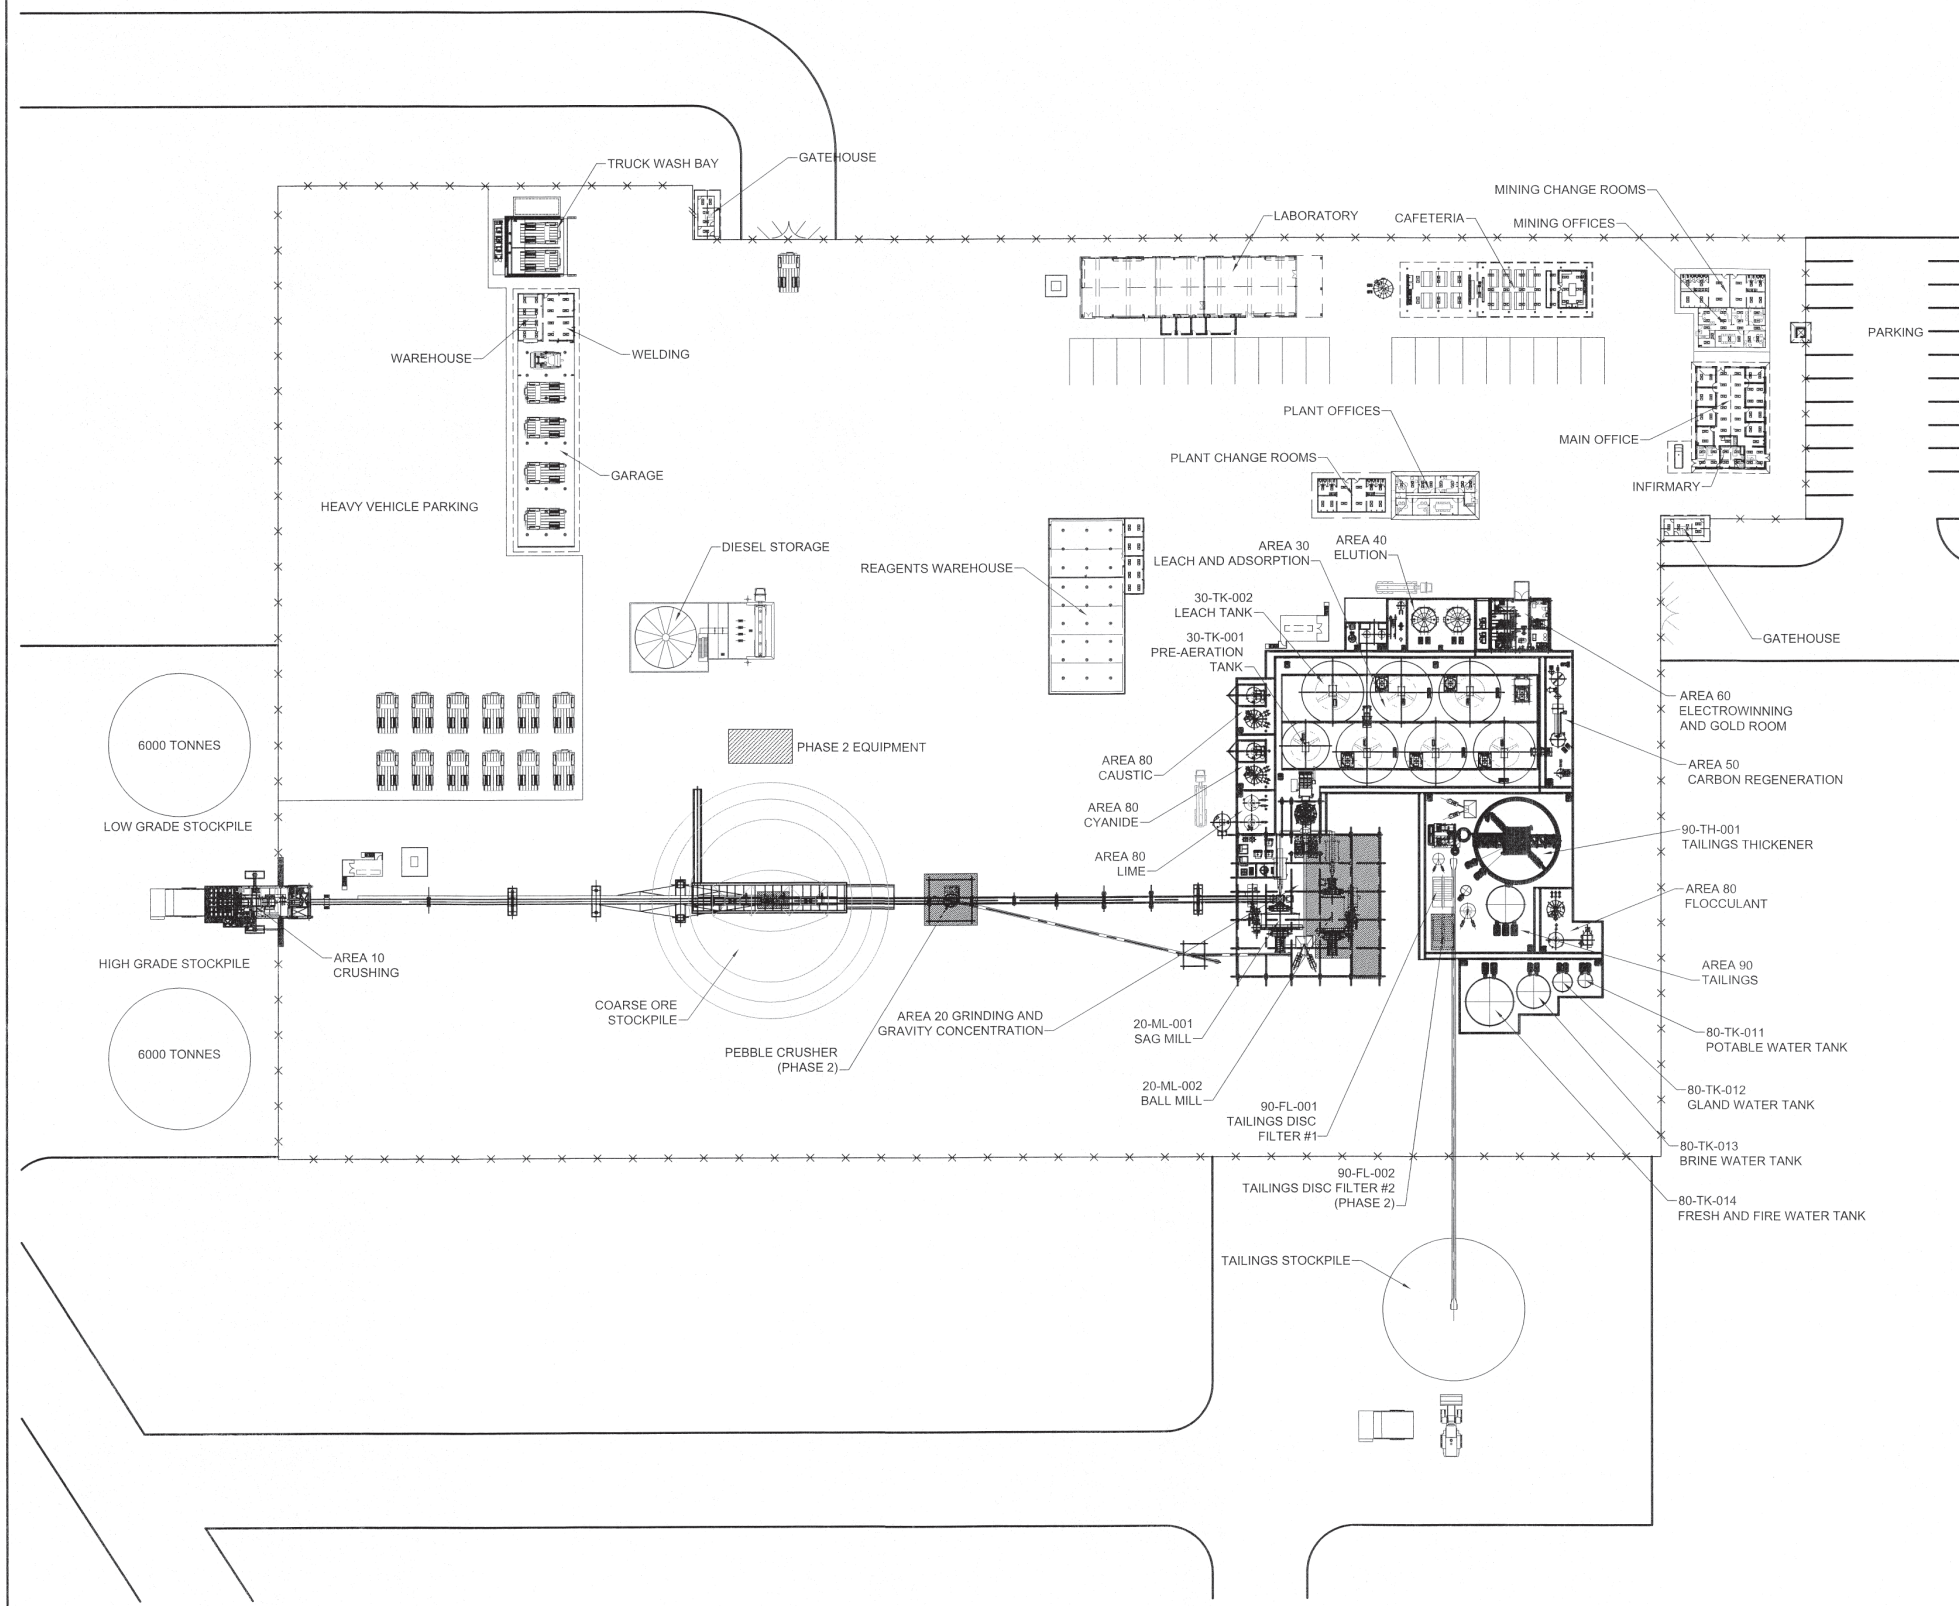 TRUCK WASH BAY
GATEHOUSE
MINING CHANGE ROOMS
LABORATORY
CAFETERIA
MINING OFFICES
PARKING
WAREHOUSE
WELDING
PLANT OFFICES
MAIN OFFICE
PLANT CHANGE ROOMS
GARAGE
INFIRMARY
HEAVY VEHICLE PARKING
DIESEL STORAGE
REAGENTS WAREHOUSE
AREA 30
LEACH AND ADSORPTION
AREA 40
ELUTION
30-TK-002
LEACH TANK
30-TK-001
PRE-AERATION
TANK
GATEHOUSE
AREA 60
ELECTROWINNING
AND GOLD ROOM
6000 TONNES
PHASE 2 EQUIPMENT
AREA 80
CAUSTIC
AREA 50
CARBON REGENERATION
AREA 80
CYANIDE
LOW GRADE STOCKPILE
90-TH-001
TAILINGS THICKENER
AREA 80
LIME
AREA 80
FLOCCULANT
HIGH GRADE STOCKPILE
AREA 10
CRUSHING
AREA 90
TAILINGS
COARSE ORE
STOCKPILE
AREA 20 GRINDING AND
GRAVITY CONCENTRATION
20-ML-001
SAG MILL
80-TK-011
POTABLE WATER TANK
6000 TONNES
PEBBLE CRUSHER
(PHASE 2)
20-ML-002
BALL MILL
80-TK-012
GLAND WATER TANK
90-FL-001
TAILINGS DISC
FILTER #1
80-TK-013
BRINE WATER TANK
90-FL-002
TAILINGS DISC FILTER #2
(PHASE 2)
80-TK-014
FRESH AND FIRE WATER TANK
TAILINGS STOCKPILE